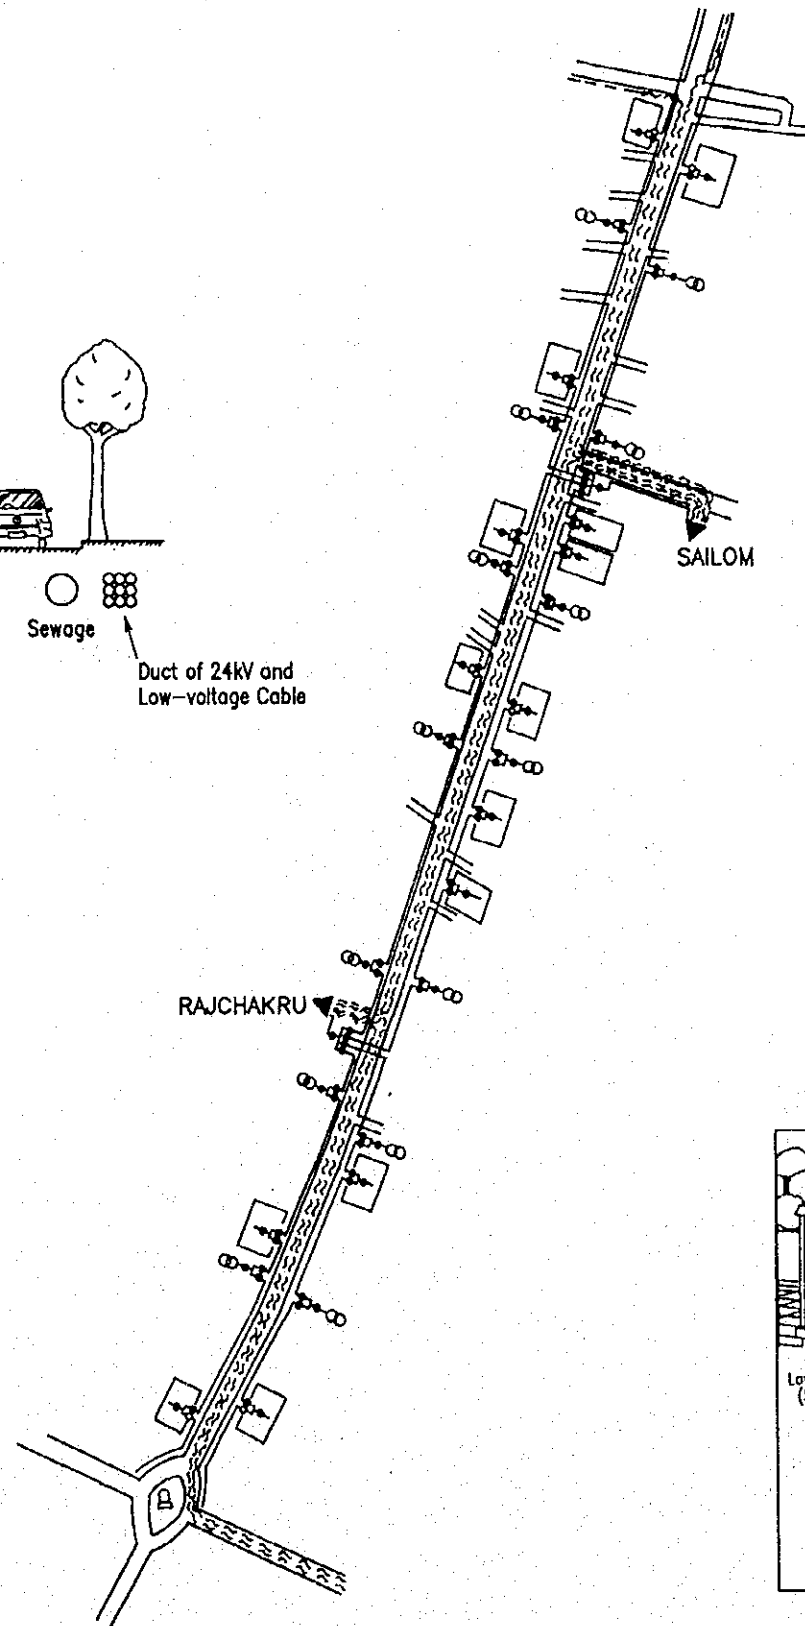 SAILOM
Sewage
Duct of 24kV and
Low-voltage Cable
RAJCHAKRU